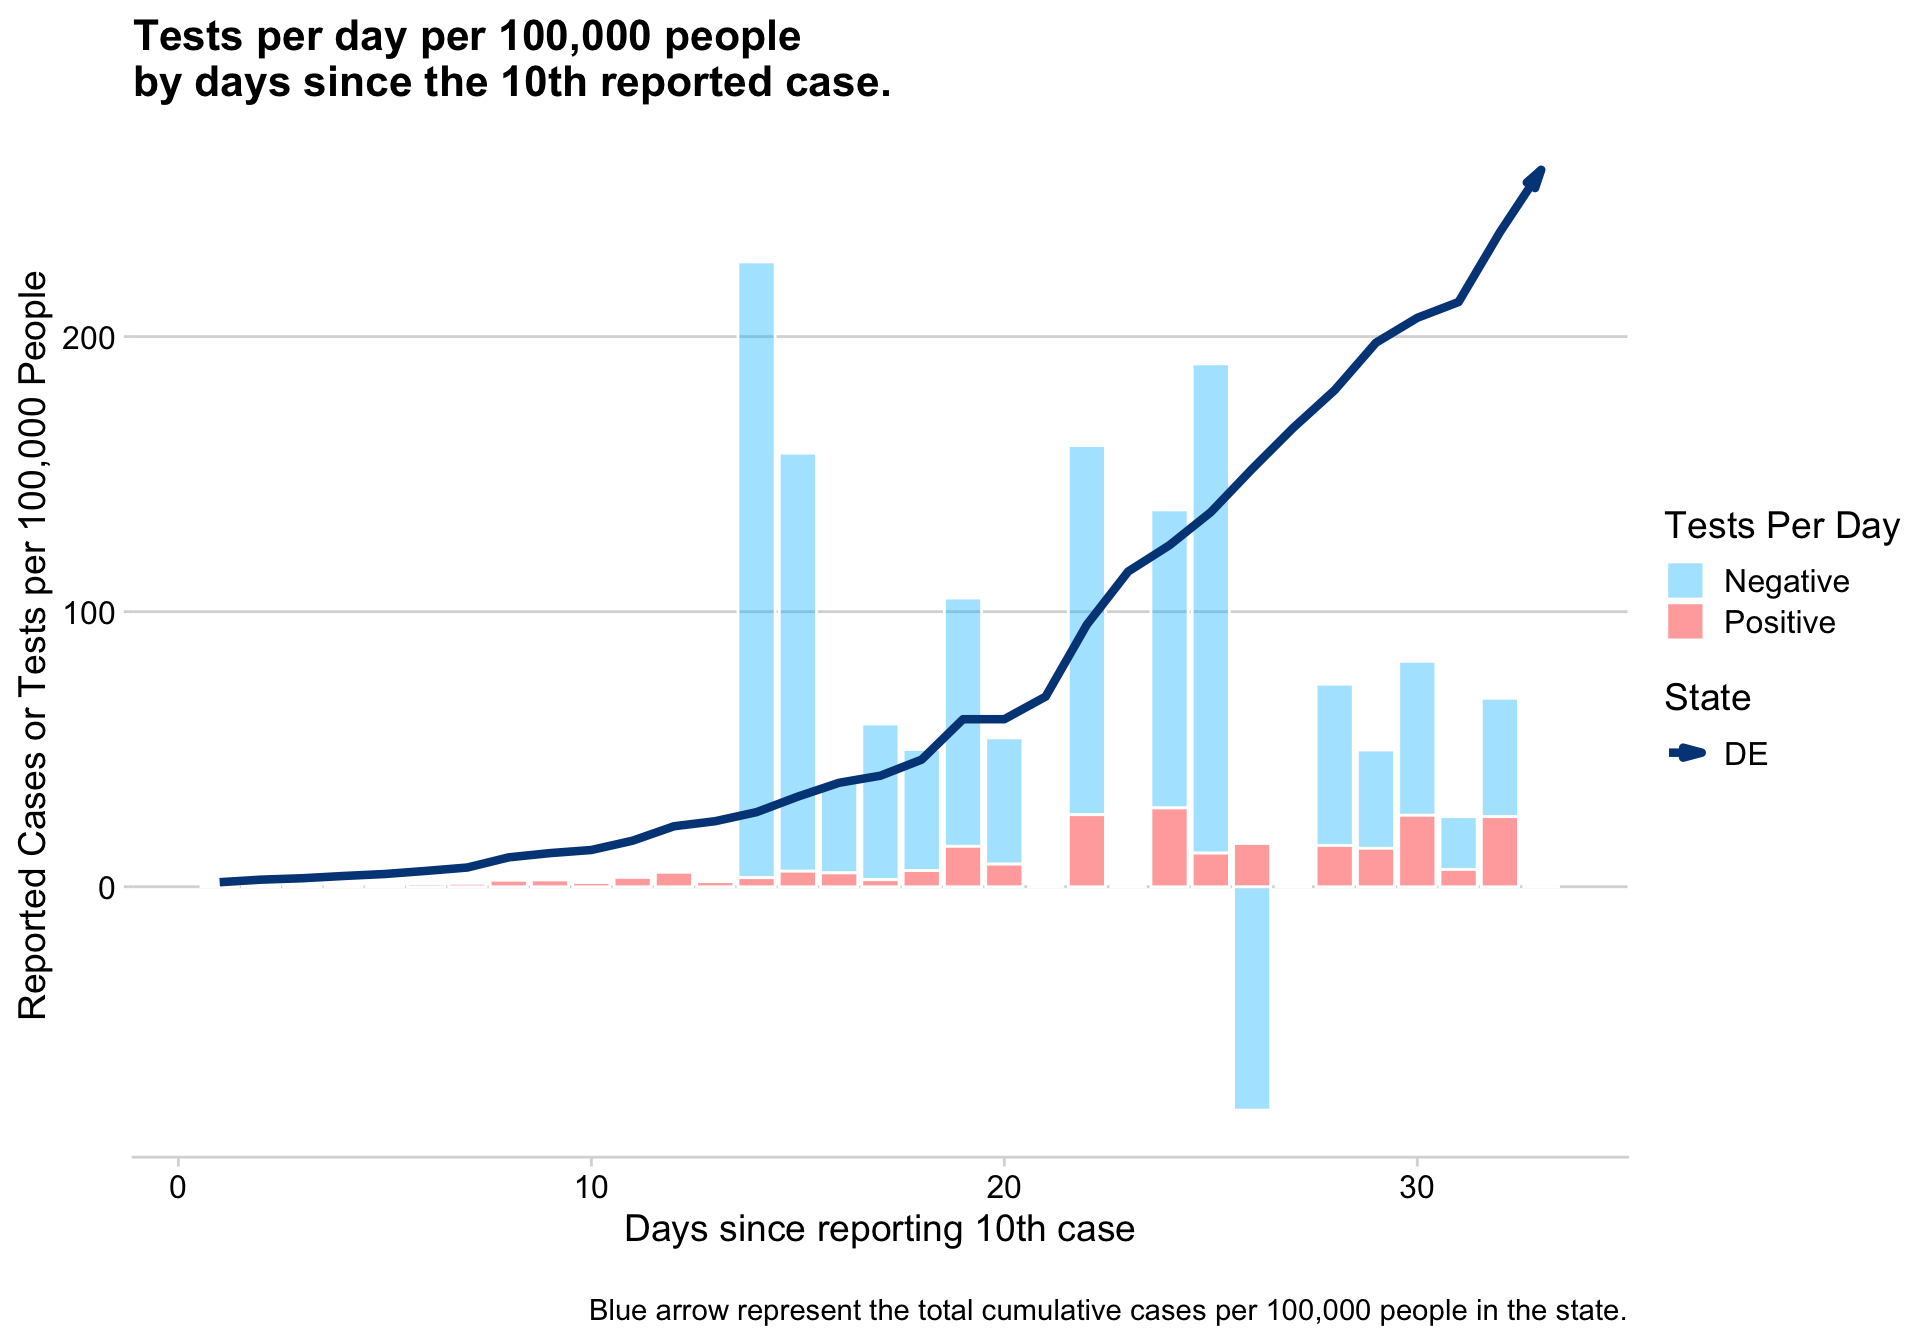 Tests per day per 100,000 people
by days since the 10th reported case.
Reported Cases or Tests per 100,000 People
200
100
0
0
10
20
30
Days since reporting 10th case
Tests Per Day
Negative
Positive
State
DE
Blue arrow represent the total cumulative cases per 100,000 people in the state.